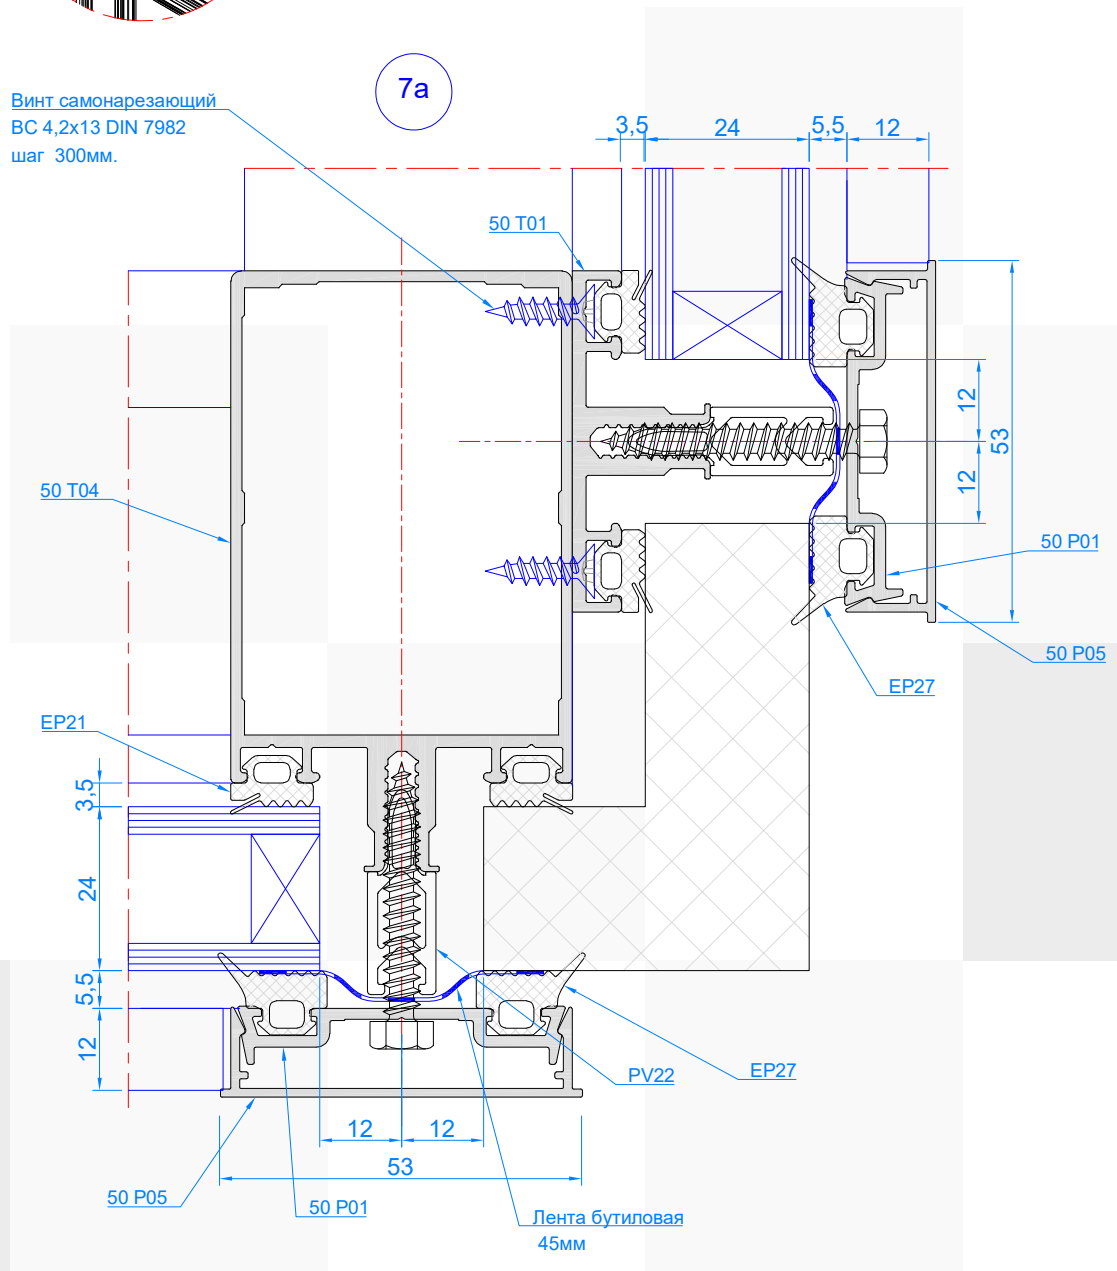 7а
Винт самонарезающий
ВС 4,2x13 DIN 7982
шаг 300мм.
3,5
24
5,5
12
50 T01
12
53
12
50 T04
50 P01
50 P05
EP27
EP21
3,5
24
5,5
12
PV22
EP27
12
12
53
50 P05
50 P01
Лента бутиловая
45мм